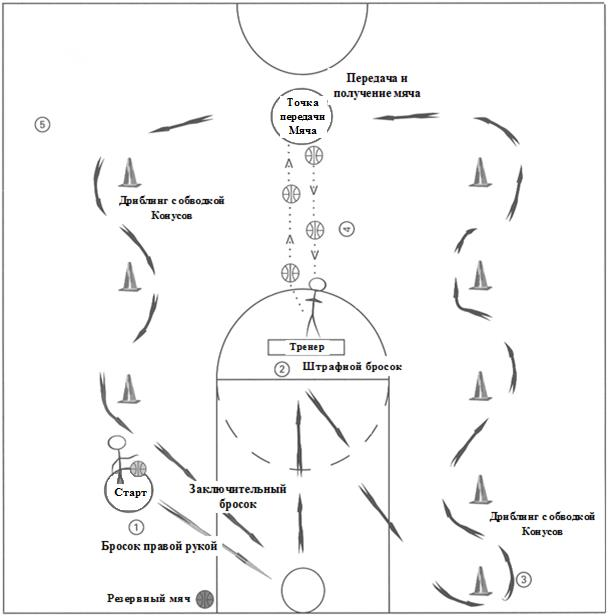 Передача и
получение мяча
Точка
передачи
Мяча
5
Дриблинг с обводкой
Конусов
4
Тренер
2 Штрафной бросок
Старт
Заключительный
бросок
1
Бросок правой рукой
Дриблинг с обводкой
Конусов
3
Резервный мяч